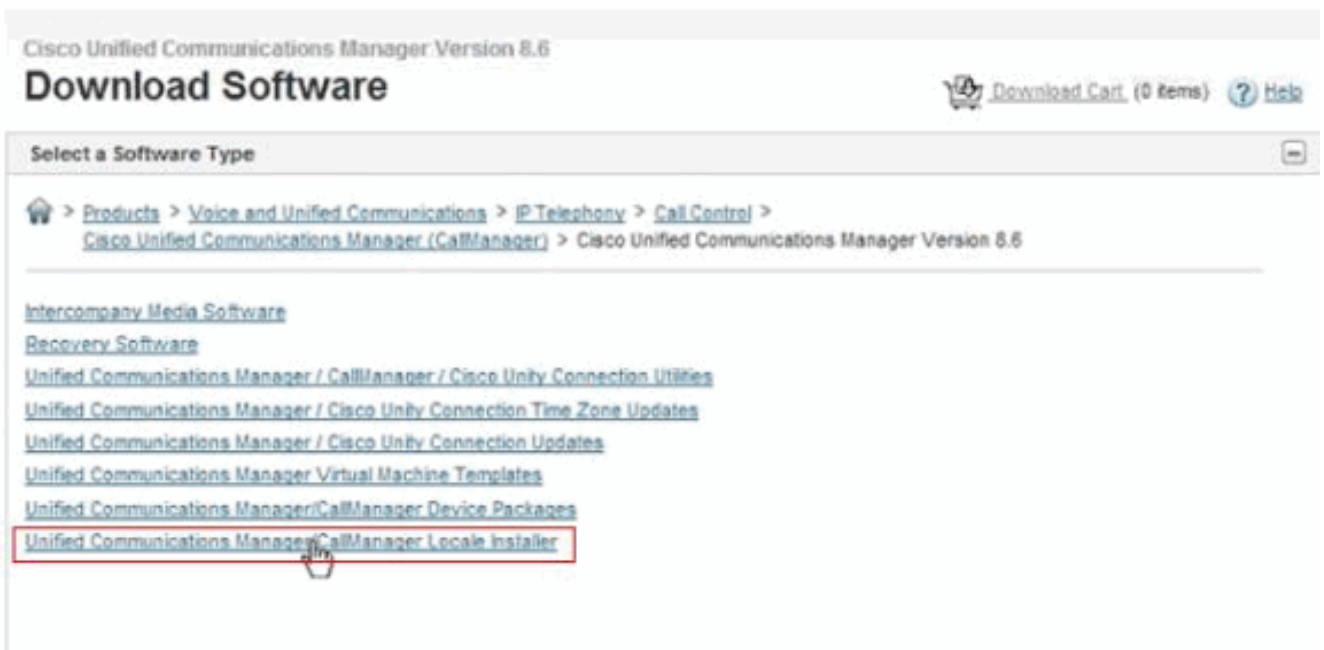 Cisco Unified Communications Manager Version 8.6
Download Software
Download Cart (0 items) ? Help
Select a Software Type
> Products > Voice and Unified Communications > IP Telephony > Call Control >
Cisco Unified Communications Manager (CallManager) > Cisco Unified Communications Manager Version 8.6
Intercompany Media Software
Recovery Software
Unified Communications Manager / CallManager / Cisco Unity Connection Utilities
Unified Communications Manager / Cisco Unity Connection Time Zone Updates
Unified Communications Manager / Cisco Unity Connection Updates
Unified Communications Manager Virtual Machine Templates
Unified Communications Manager/CallManager Device Packages
Unified Communications Manager/CallManager Locale Installer